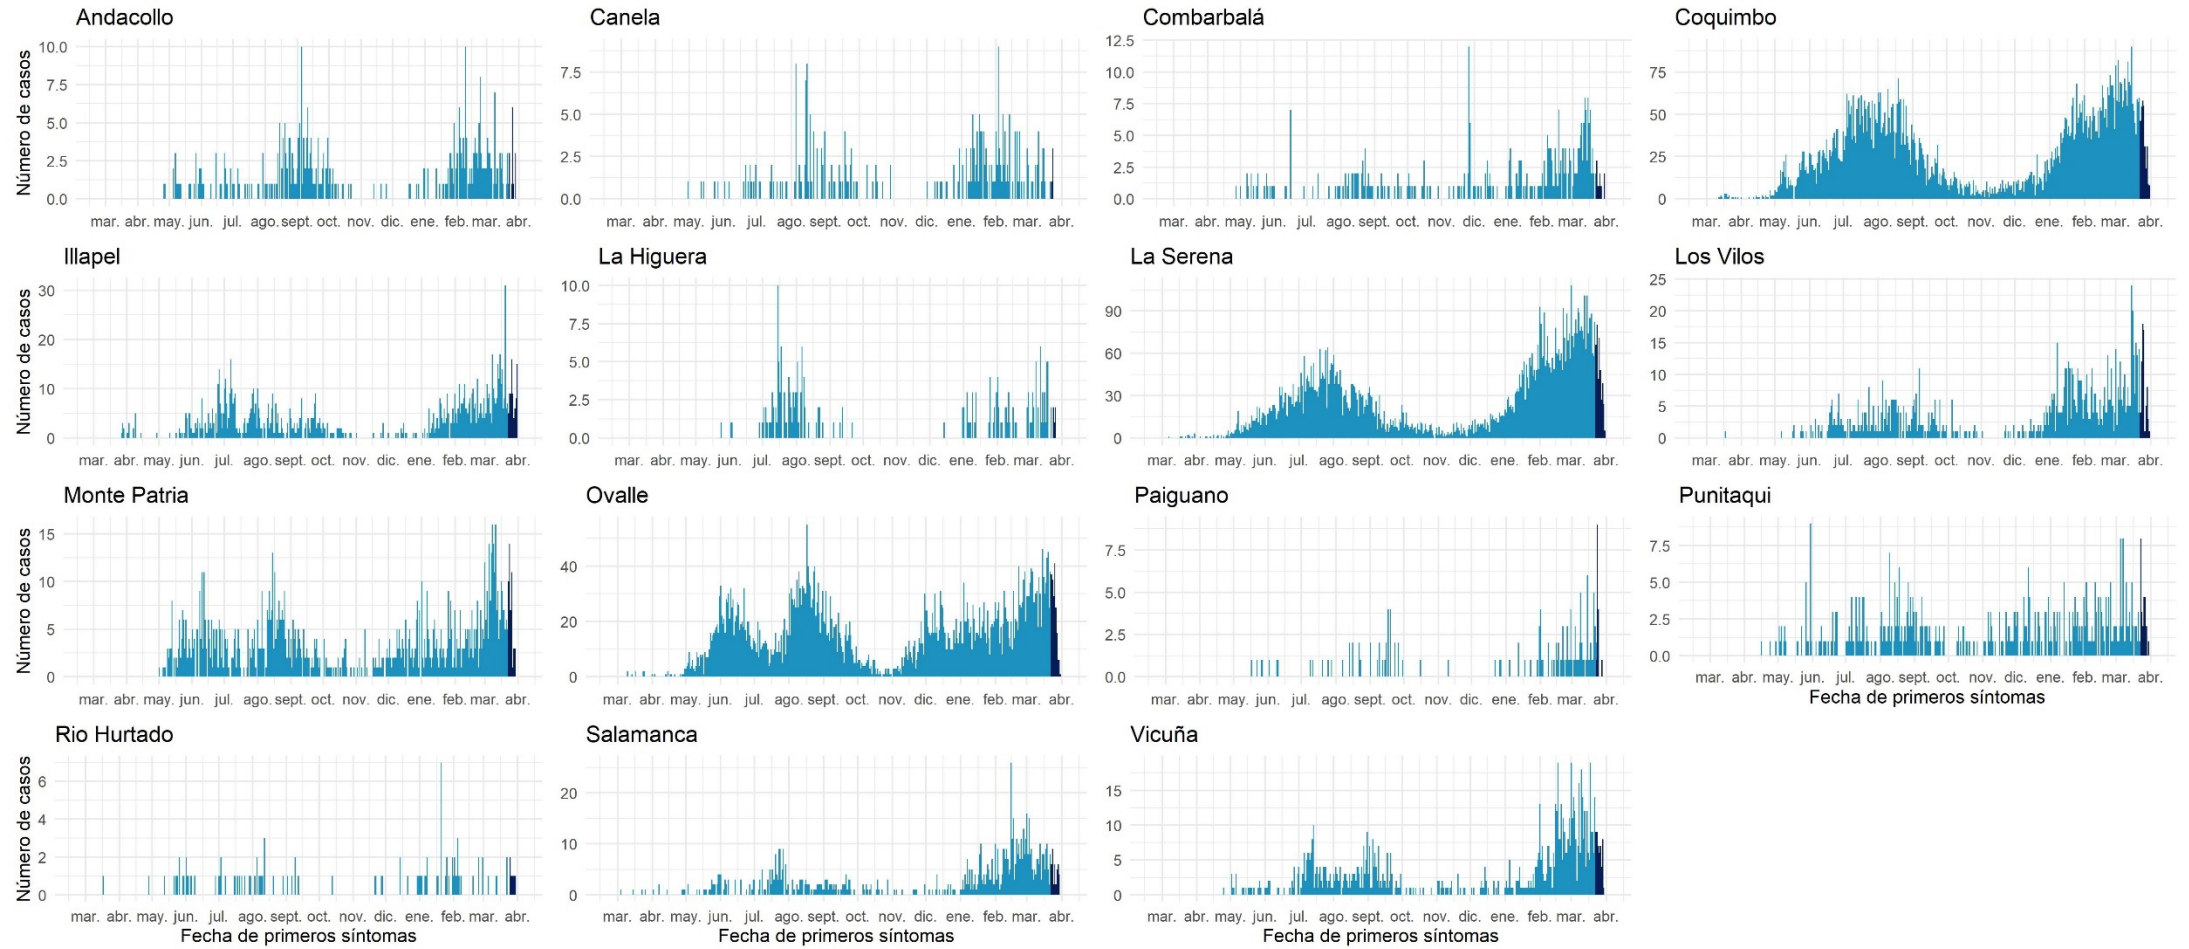 Andacollo
Número de casos
10.0
7.5
5.0
2.5
0.0
mar. abr. may. jun. jul. ago. sept. oct. nov. dic. ene. feb. mar. abr.
Canela
7.5
5.0
2.5
0.0
mar. abr. may. jun. jul. ago. sept. oct. nov. dic. ene. feb. mar. abr.
Combarbalá
12.5
10.0
7.5
5.0
2.5
0.0
mar. abr. may. jun. jul. ago. sept. oct. nov. dic. ene. feb. mar. abr.
Coquimbo
75
50
25
0
mar. abr. may. jun. jul. ago. sept. oct. nov. dic. ene. feb. mar. abr.
Illapel
Número de casos
30
20
10
0
mar. abr. may. jun. jul. ago. sept. oct. nov. dic. ene. feb. mar. abr.
La Higuera
10.0
7.5
5.0
2.5
0.0
mar. abr. may. jun. jul. ago. sept. oct. nov. dic. ene. feb. mar. abr.
La Serena
90
60
30
0
mar. abr. may. jun. jul. ago. sept. oct. nov. dic. ene. feb. mar. abr.
Los Vilos
25
20
15
10
5
0
mar. abr. may. jun. jul. ago. sept. oct. nov. dic. ene. feb. mar. abr.
Monte Patria
Número de casos
15
10
5
0
mar. abr. may. jun. jul. ago. sept. oct. nov. dic. ene. feb. mar. abr.
Ovalle
40
20
0
mar. abr. may. jun. jul. ago. sept. oct. nov. dic. ene. feb. mar. abr.
Paiguano
7.5
5.0
2.5
0.0
mar. abr. may. jun. jul. ago. sept. oct. nov. dic. ene. feb. mar. abr.
Punitaqui
7.5
5.0
2.5
0.0
mar. abr. may. jun. jul. ago. sept. oct. nov. dic. ene. feb. mar. abr.
Fecha de primeros síntomas
Rio Hurtado
Número de casos
6
4
2
0
mar. abr. may. jun. jul. ago. sept. oct. nov. dic. ene. feb. mar. abr.
Fecha de primeros síntomas
Salamanca
20
10
0
mar. abr. may. jun. jul. ago. sept. oct. nov. dic. ene. feb. mar. abr.
Fecha de primeros síntomas
Vicuña
15
10
5
0
mar. abr. may. jun. jul. ago. sept. oct. nov. dic. ene. feb. mar. abr.
Fecha de primeros síntomas